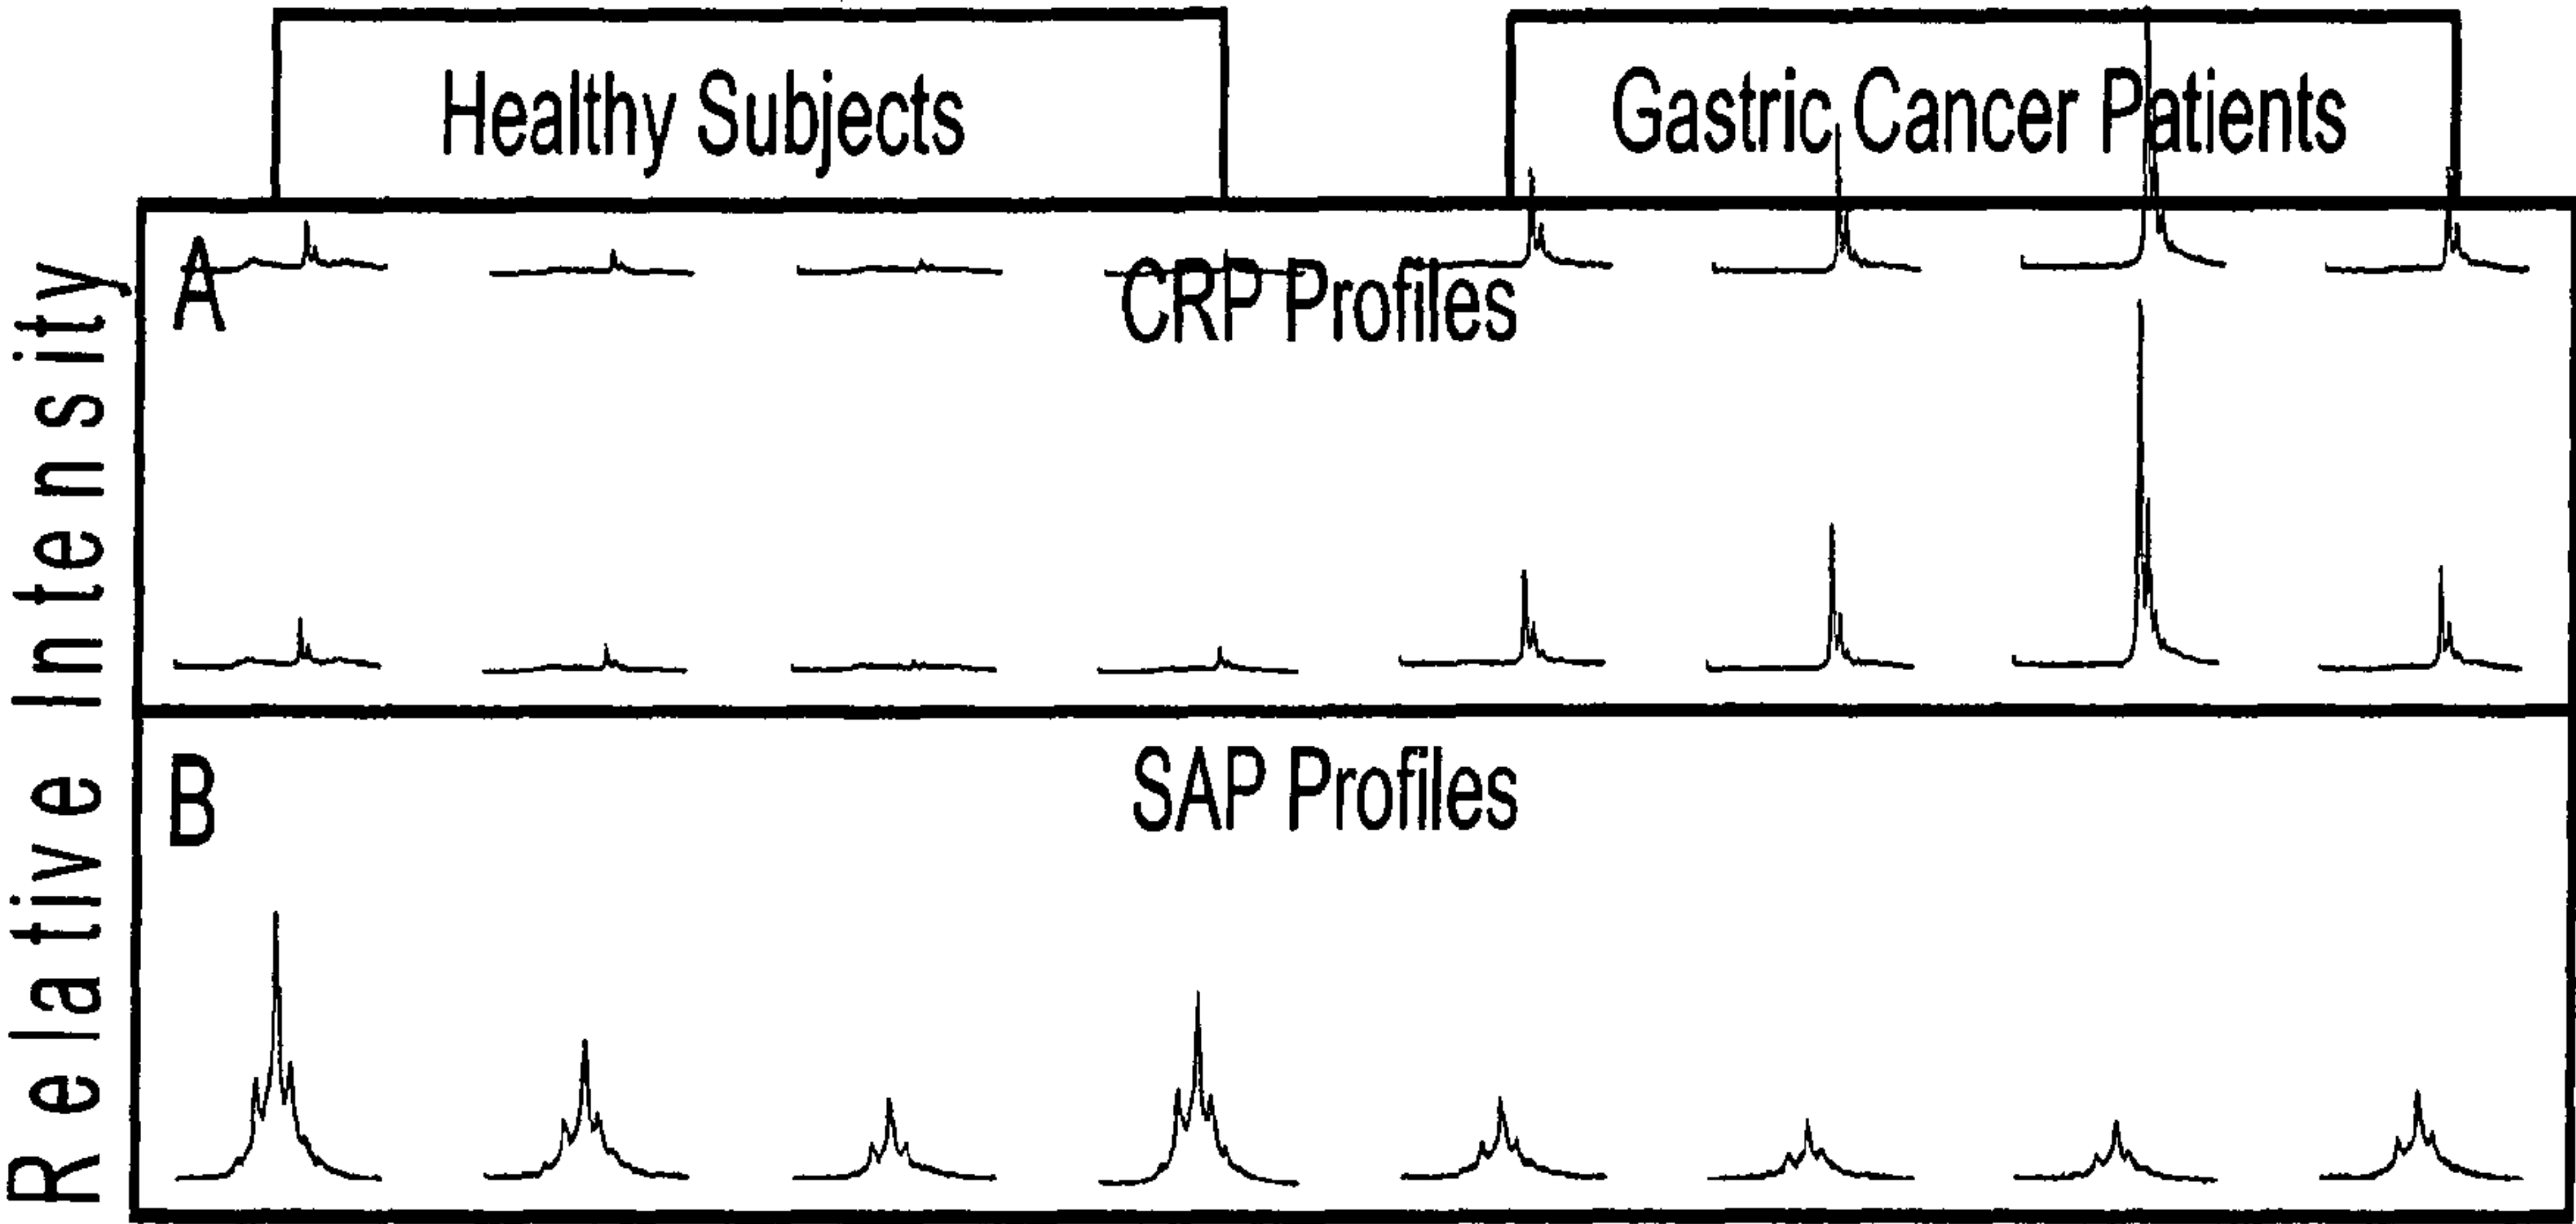 Healthy Subjects
Gastric Cancer Patients
Relative Intensity
A
CRP Profiles
B
SAP Profiles